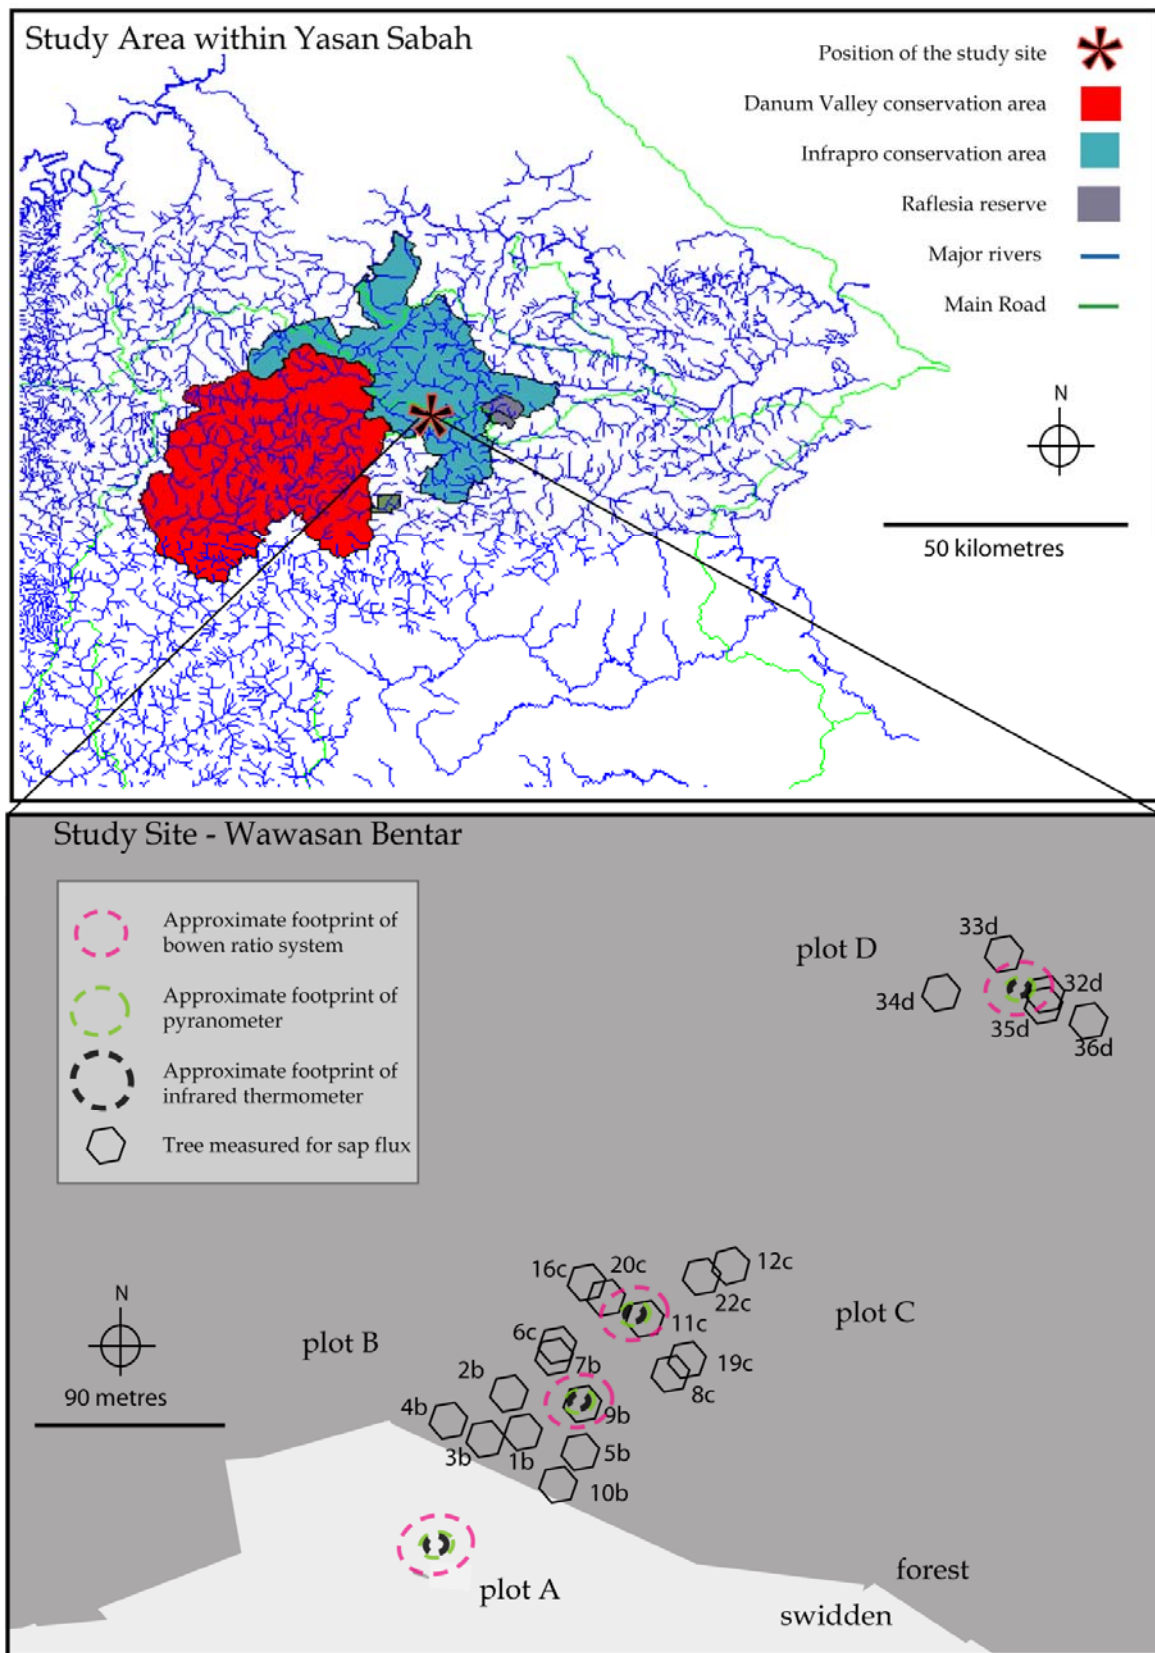 Study Area within Yasan Sabah
Position of the study site
Danum Valley conservation area
Infrapro conservation area
Raflesia reserve
Major rivers
Main Road
N
50 kilometres
Study Site - Wawasan Bentar
Approximate footprint of
bowen ratio system
Approximate footprint of
pyranometer
Approximate footprint of
infrared thermometer
Tree measured for sap flux
plot D
33d
34d
32d
35d
36d
N
90 metres
plot B
plot C
16c
20c
12c
22c
11c
6c
7b
19c
8c
2b
9b
4b
3b
1b
5b
10b
plot A
forest
swidden